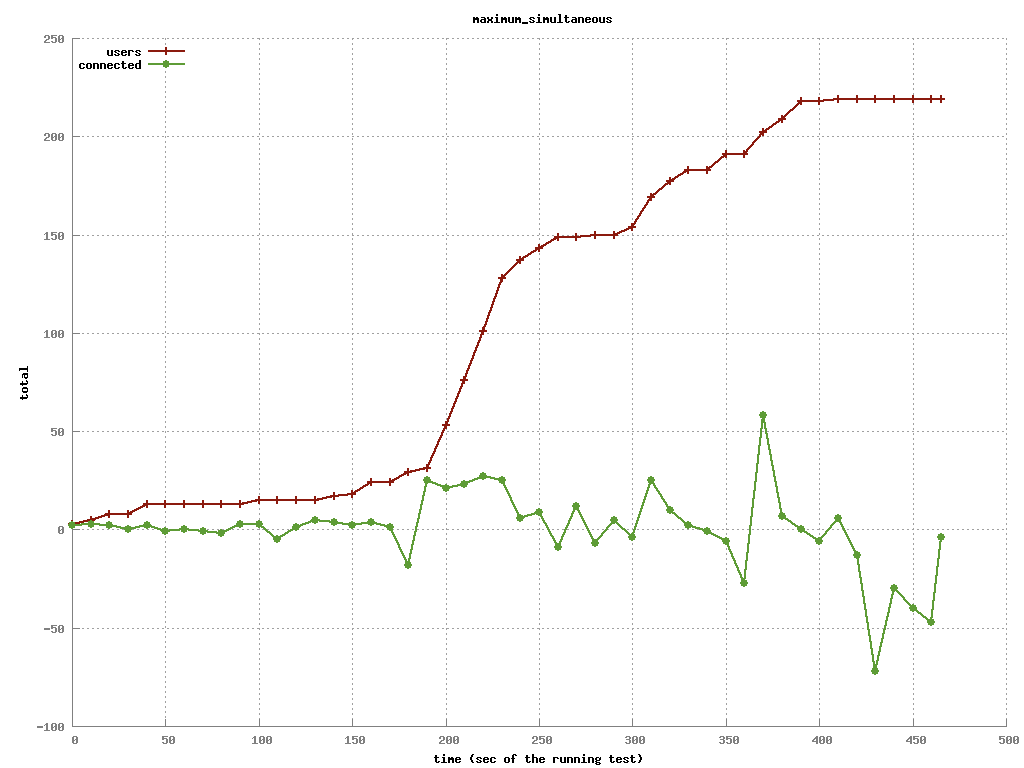 maximum_simultaneous
250
users
connected
200
150
100
total
50
0
-50
-100
0 50 100 150 200 250 300 350 400 450 500
time (sec of the running test)